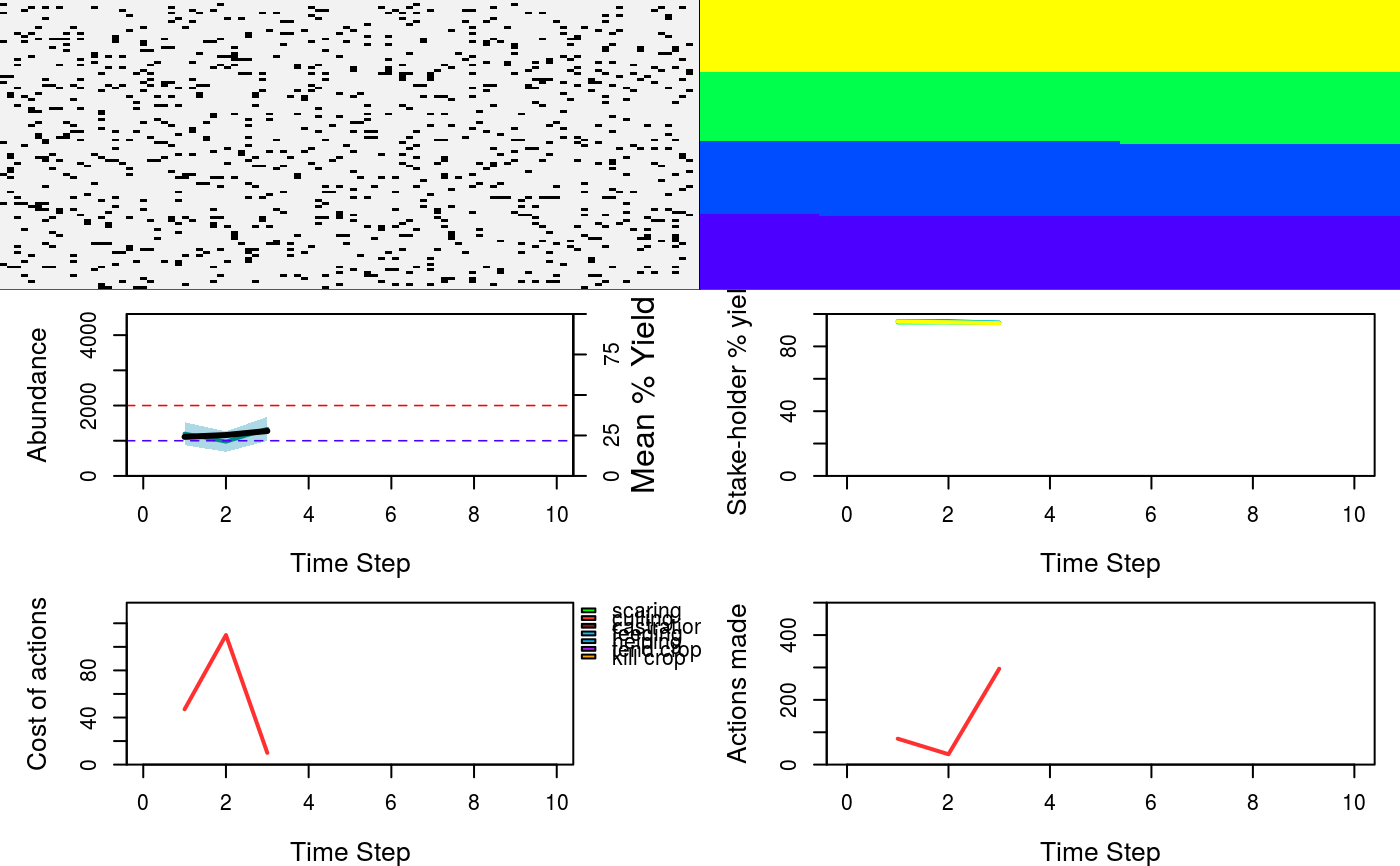 Abundance
0 2000 4000
0 2 4 6 8 10
Time Step
0 25 75
Mean % Yield
Stake-holder % yiel
0 40 80
0 2 4 6 8 10
Time Step
Cost of actions
0 40 80
0 2 4 6 8 10
Time Step
scaring
culling
castration
feeding
helping
tend crop
kill crop
Actions made
0 200 400
0 2 4 6 8 10
Time Step